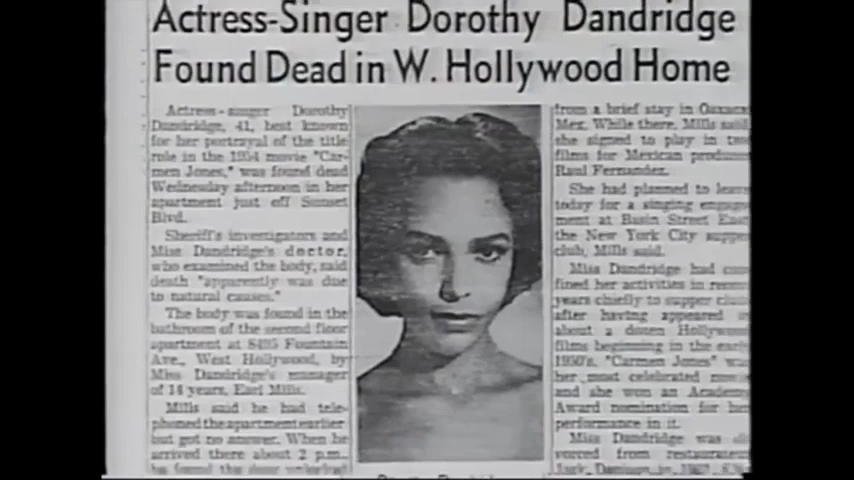 Actress-Singer Dorothy Dandridge
Found Dead in W. Hollywood Home
Actress-singer Dorothy
Dandridge, 41, best known
for her portrayal of the title
role in the 1954 movie "Car-
men Jones," was found dead
Wednesday afternoon in her
apartment just off Sunset
Blvd.
Sheriff's investigators and
Miss Dandridge's doctor,
who examined the body, said
death "apparently was due
to natural causes."
The body was found in the
bathroom of the second floor
apartment at 8495 Fountain
Ave., West Hollywood, by
Miss Dandridge's manager
of 14 years, Earl Mills.
Mills said he had tele-
phoned the apartment earlier
but got no answer. When he
arrived there about 2 p.m.
he found the door
from a brief stay in Oaxaca
Mex. While there, Mills said
she signed to play in two
films for Mexican
Raul Fernandez.
She had planned to leave
today for a singing
ment at Basin Street East
the New York City
club, Mills said.
Miss Dandridge had con
fined her activities in recent
years chiefly to supper
after having appeared
about a dozen Hollywood
films beginning in the
1950's. "Carmen Jones"
her most celebrated
and she won an Academy
Award nomination for her
performance in it.
Miss Dandridge was
vorced from
Jack